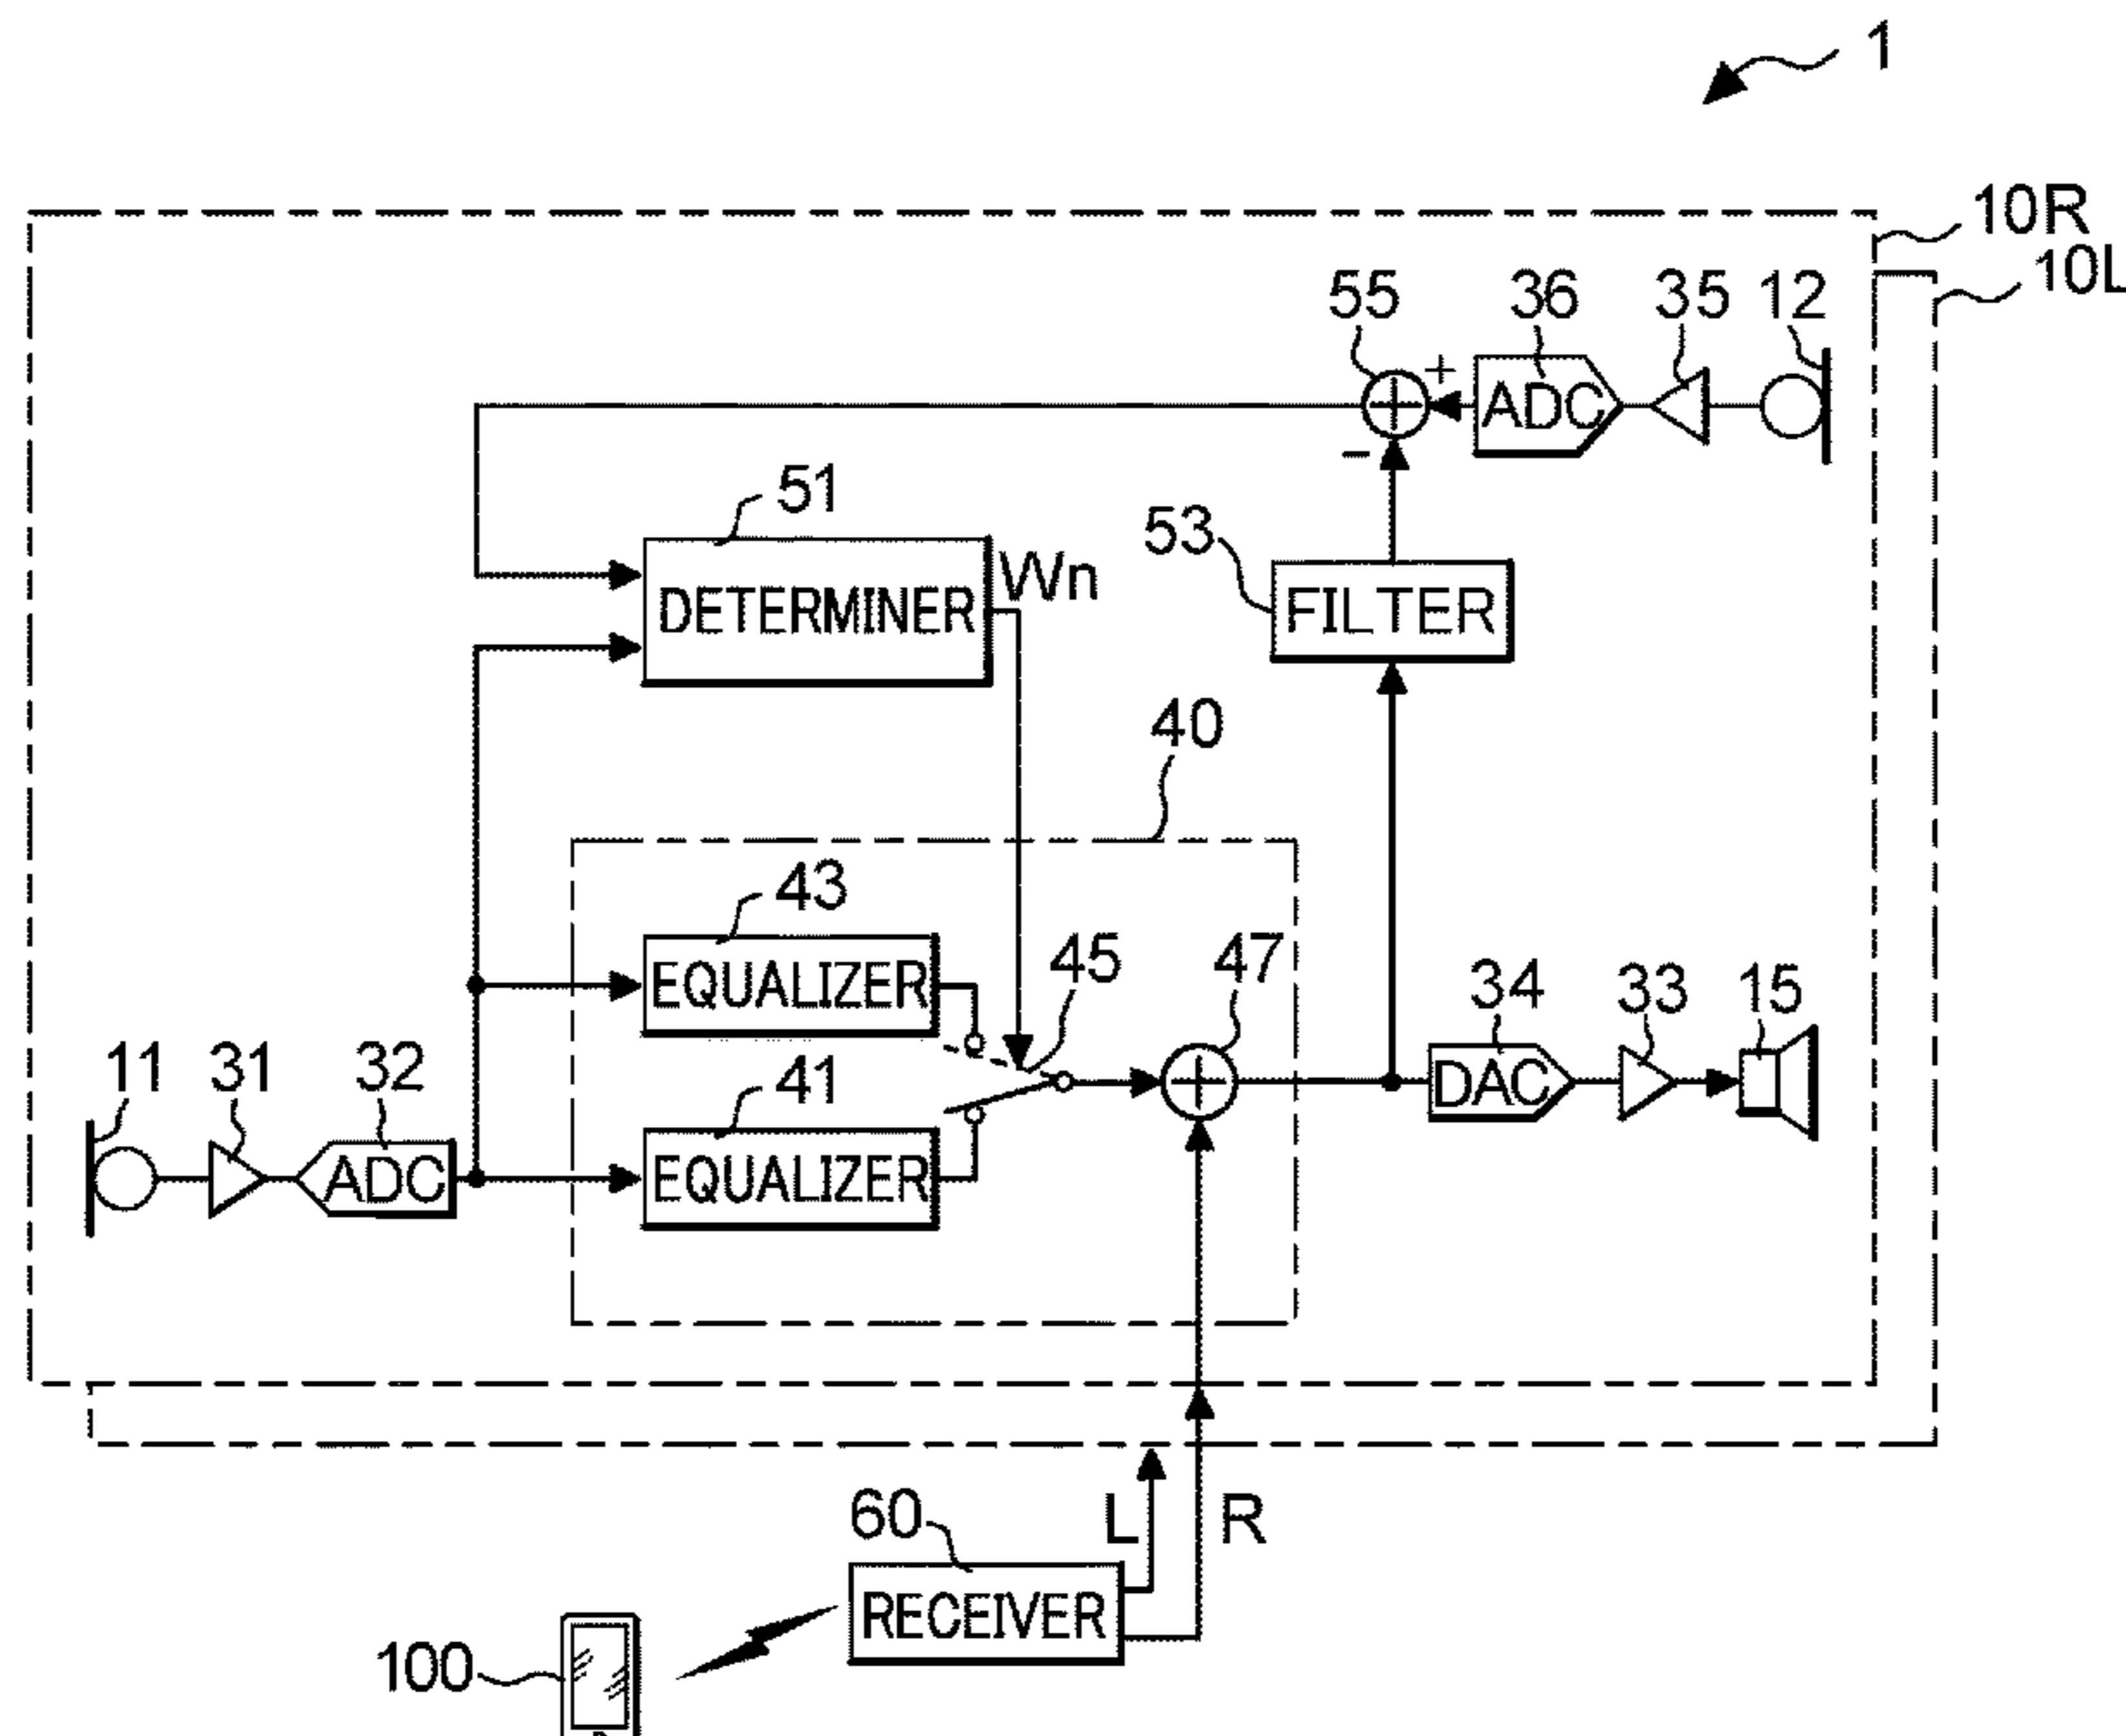 1
10R
10L
55
36
35
12
+
ADC
-
51
53
Wn
DETERMINER
FILTER
40
43
45
47
EQUALIZER
34
33
15
11
31
32
41
DAC
ADC
EQUALIZER
60
L
R
RECEIVER
100